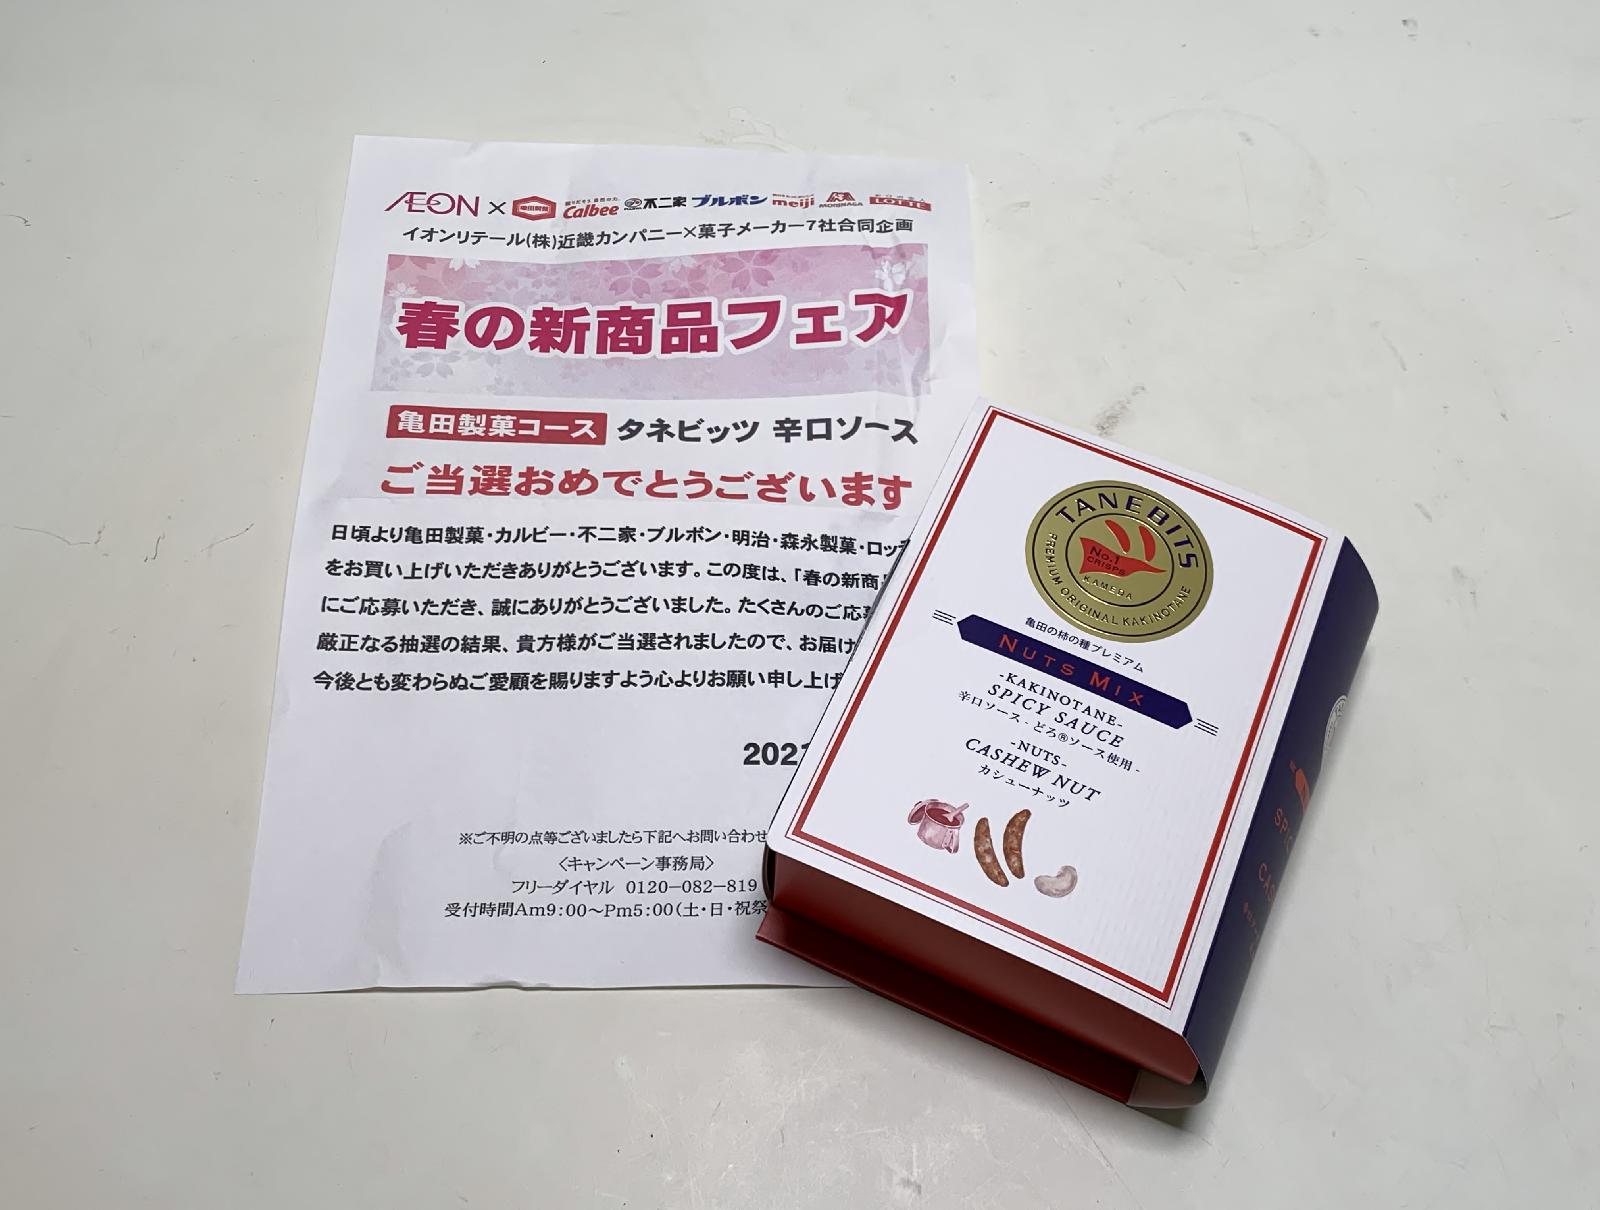 ÆON × 亀田製菓 Calbee 不二家 ブルボン meiji MORINAGA LOTTE
イオンリテール(株)近畿カンパニー×菓子メーカー7社合同企画
春の新商品フェア
亀田製菓コース タネビッツ 辛口ソース
ご当選おめでとうございます
日頃より亀田製菓・カルビー・不二家・ブルボン・明治・森永製菓・ロッテ
をお買い上げいただきありがとうございます。この度は、「春の新商
にご応募いただき、誠にありがとうございました。たくさんのご応
厳正なる抽選の結果、貴方様がご当選されましたので、お届け
今後とも変わらぬご愛顧を賜りますよう心よりお願い申し上げ
2021
※ご不明の点等ございましたら下記へお問い合わせ
〈キャンペーン事務局〉
フリーダイヤル 0120-082-819
受付時間Am9:00～Pm5:00(土・日・祝祭
TANEBITS
No.1
CRISPS
KAMEDA
PREMIUM ORIGINAL KAKINOTANE
亀田の柿の種プレミアム
NUTS MIX
-KAKINOTANE-
SPICY SAUCE
辛口ソース - どろ®ソース使用 -
-NUTS-
CASHEW NUT
カシューナッツ